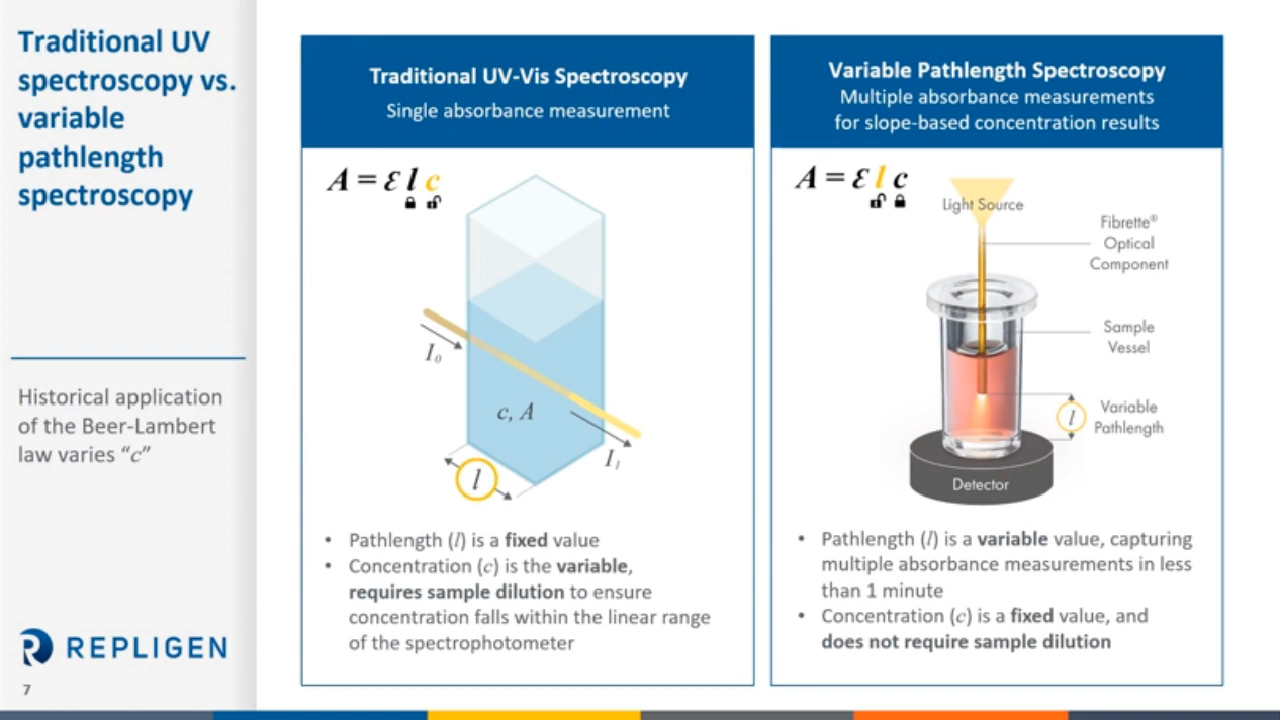 Traditional UV
spectroscopy vs.
variable
pathlength
spectroscopy
Historical application
of the Beer-Lambert
law varies “c”
REPLIGEN
7
Traditional UV-Vis Spectroscopy
Single absorbance measurement
A = ε l c
I₀
c, A
I₁
l
• Pathlength (l) is a fixed value
• Concentration (c) is the variable,
requires sample dilution to ensure
concentration falls within the linear range
of the spectrophotometer
Variable Pathlength Spectroscopy
Multiple absorbance measurements
for slope-based concentration results
A = ε l c
Light Source
Fibrette®
Optical
Component
Sample
Vessel
l
Variable
Pathlength
Detector
• Pathlength (l) is a variable value, capturing
multiple absorbance measurements in less
than 1 minute
• Concentration (c) is a fixed value, and
does not require sample dilution